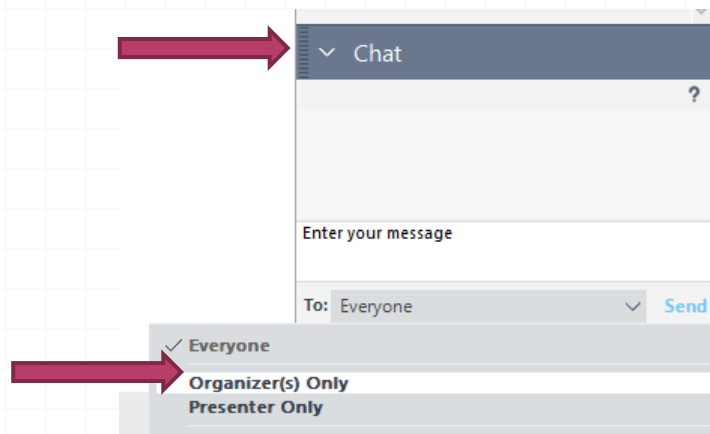 Chat
?
Enter your message
To: Everyone Send
Everyone
Organizer(s) Only
Presenter Only